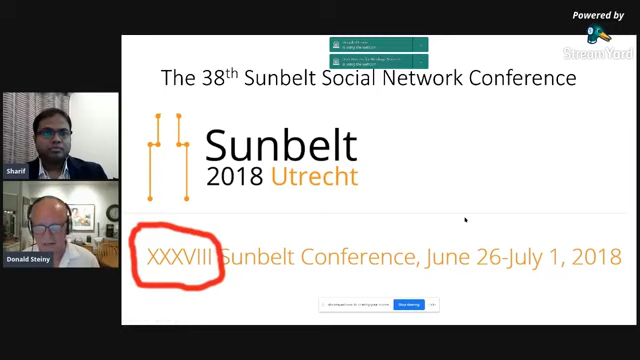 Powered by
StreamYard
The 38th Sunbelt Social Network Conference
Sunbelt
2018 Utrecht
XXXVIII Sunbelt Conference, June 26-July 1, 2018
Sharif
Donald Steiny
Stop sharing